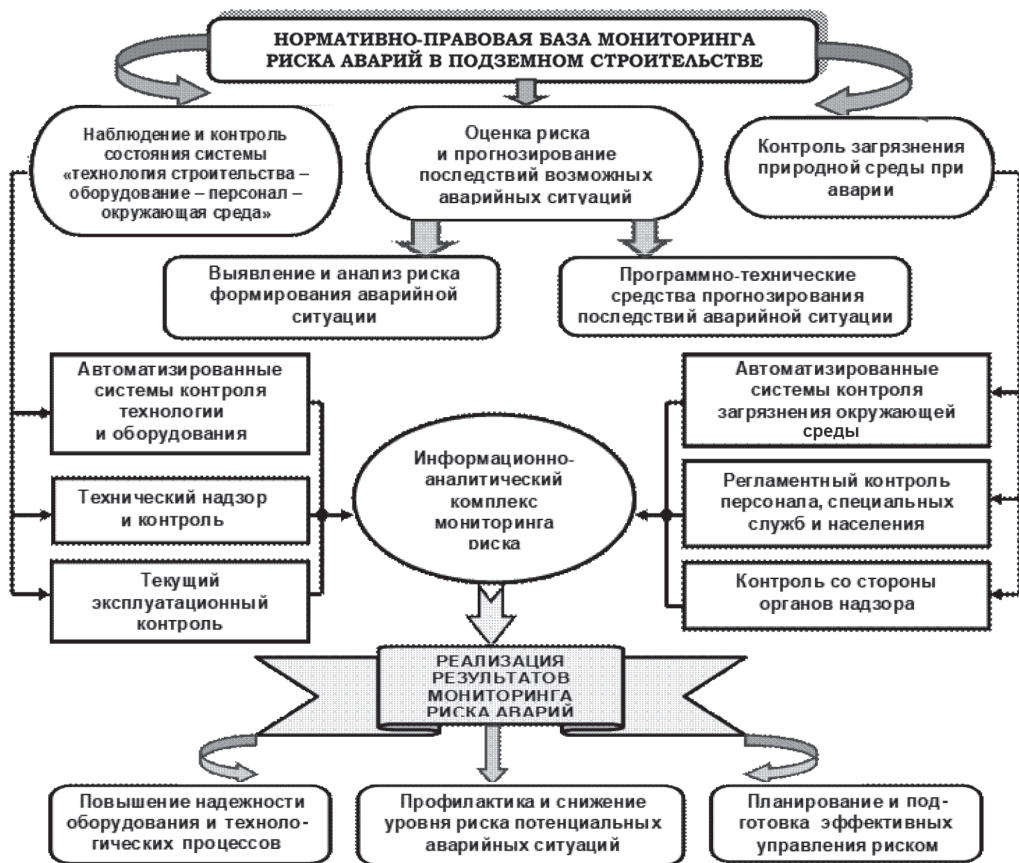 НОРМАТИВНО-ПРАВОВАЯ БАЗА МОНИТОРИНГА
РИСКА АВАРИЙ В ПОДЗЕМНОМ СТРОИТЕЛЬСТВЕ
Наблюдение и контроль
состояния системы
«технология строительства –
оборудование – персонал –
окружающая среда»
Оценка риска
и прогнозирование
последствий возможных
аварийных ситуаций
Контроль загрязнения
природной среды при
аварии
Выявление и анализ риска
формирования аварийной
ситуации
Программно-технические
средства прогнозирования
последствий аварийной ситуации
Автоматизированные
системы контроля
технологии
и оборудования
Технический надзор
и контроль
Текущий
эксплуатационный
контроль
Информационно-
аналитический
комплекс
мониторинга
риска
Автоматизированные
системы контроля
загрязнения окружающей
среды
Регламентный контроль
персонала, специальных
служб и населения
Контроль со стороны
органов надзора
РЕАЛИЗАЦИЯ
РЕЗУЛЬТАТОВ
МОНИТОРИНГА
РИСКА АВАРИЙ
Повышение надежности
оборудования и техноло-
гических процессов
Профилактика и снижение
уровня риска потенциальных
аварийных ситуаций
Планирование и под-
готовка эффективных
управления риском